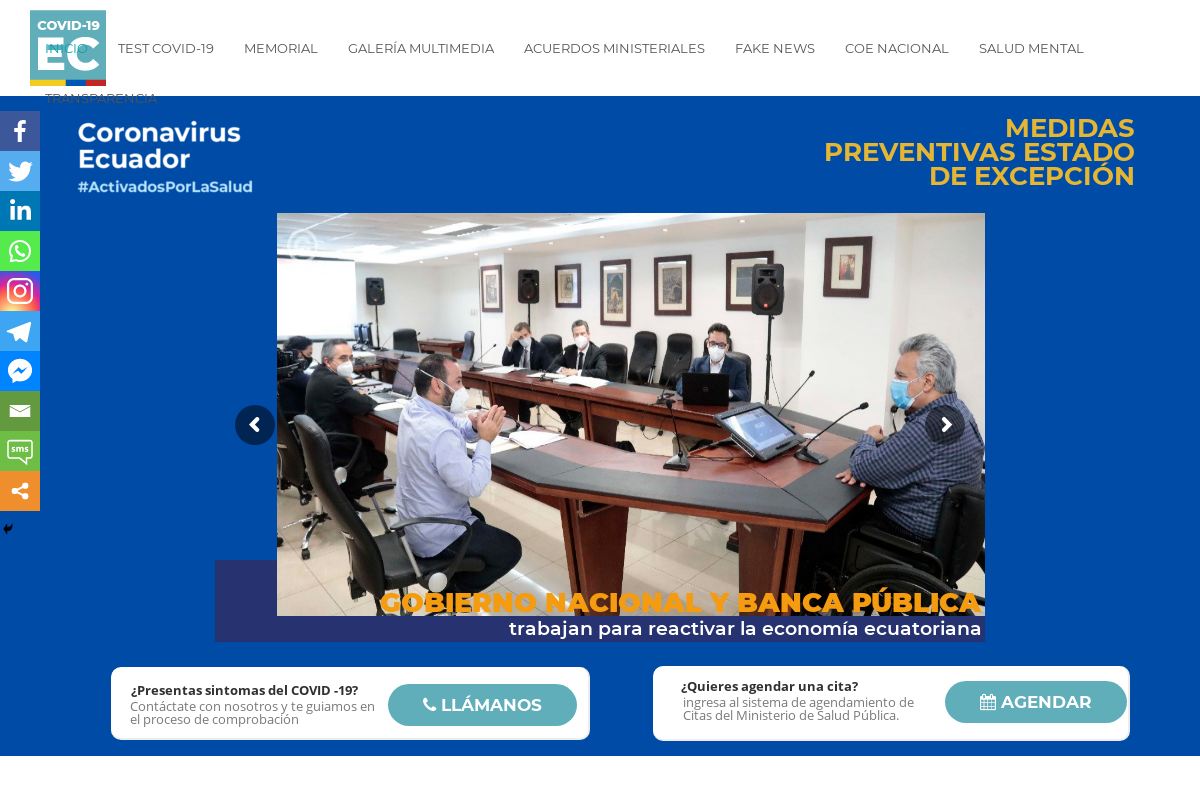 COVID-19
EC
INICIO
TEST COVID-19
MEMORIAL
GALERÍA MULTIMEDIA
ACUERDOS MINISTERIALES
FAKE NEWS
COE NACIONAL
SALUD MENTAL
TRANSPARENCIA
Coronavirus
Ecuador
#ActivadosPorLaSalud
MEDIDAS
PREVENTIVAS ESTADO
DE EXCEPCIÓN
sms
GOBIERNO NACIONAL Y BANCA PÚBLICA
trabajan para reactivar la economía ecuatoriana
¿Presentas sintomas del COVID -19?
Contáctate con nosotros y te guiamos en
el proceso de comprobación
LLÁMANOS
¿Quieres agendar una cita?
ingresa al sistema de agendamiento de
Citas del Ministerio de Salud Pública.
AGENDAR